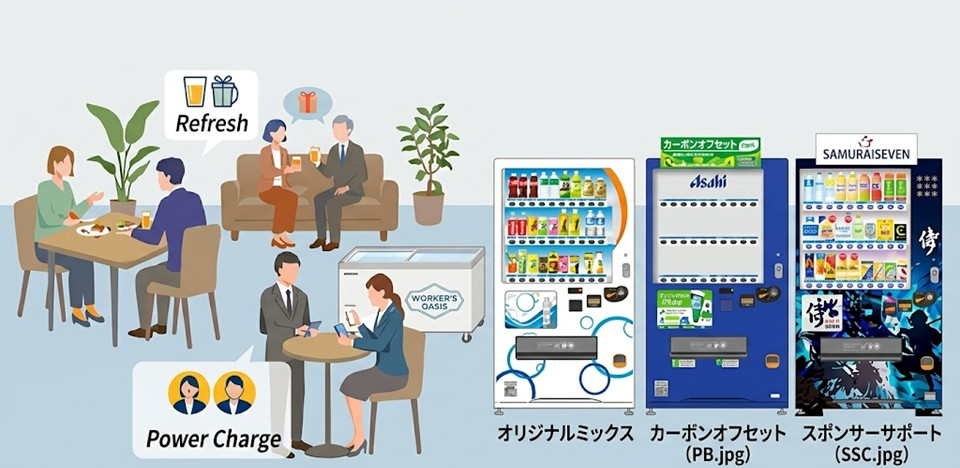 Refresh
WORKER'S
OASIS
Power Charge
カーボンオフセット
Asahi
SAMURAISEVEN
侍
侍
オリジナルミックス
カーボンオフセット
(PB.jpg)
スポンサーサポート
(SSC.jpg)